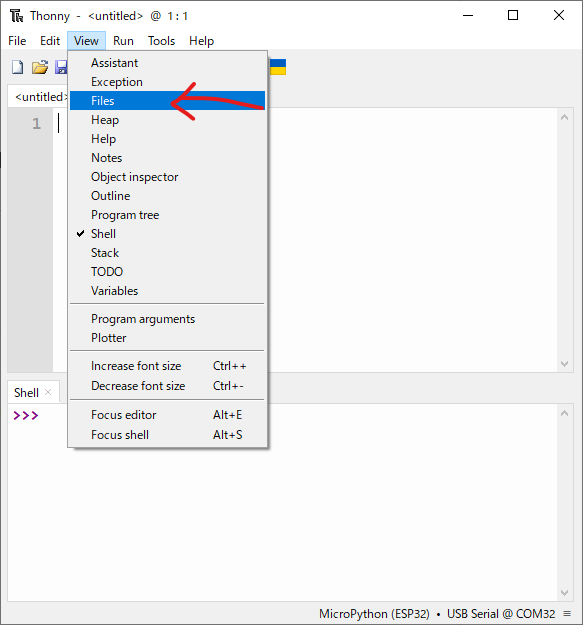 Thonny - <untitled> @ 1:1
File Edit View Run Tools Help
<untitled>
1
Assistant
Exception
Files
Heap
Help
Notes
Object inspector
Outline
Program tree
Shell
Stack
TODO
Variables
Program arguments
Plotter
Increase font size Ctrl++
Decrease font size Ctrl+-
Focus editor Alt+E
Focus shell Alt+S
Shell
>>>
MicroPython (ESP32) • USB Serial @ COM32